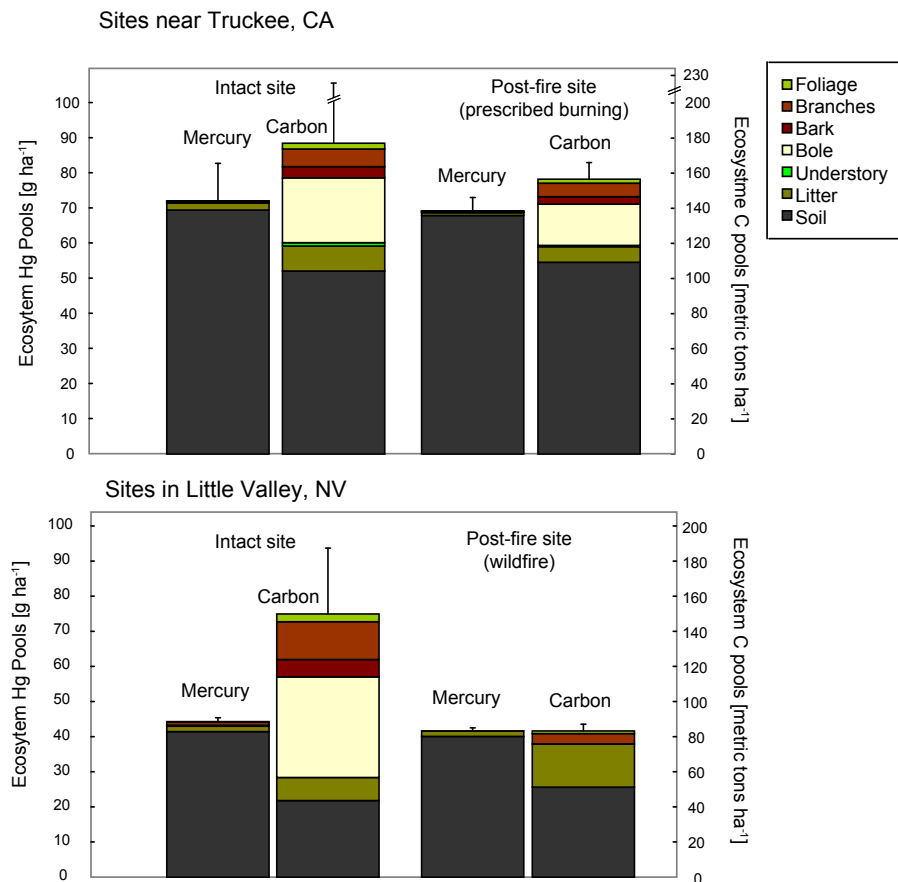 Sites near Truckee, CA
Intact site
Post-fire site
(prescribed burning)
Mercury
Carbon
Mercury
Carbon
Ecosytem Hg Pools [g ha-1]
100
90
80
70
60
50
40
30
20
10
0
230
200
180
160
140
120
100
80
60
40
20
0
Ecosystme C pools [metric tons ha-1]
Foliage
Branches
Bark
Bole
Understory
Litter
Soil
Sites in Little Valley, NV
Intact site
Post-fire site
(wildfire)
Mercury
Carbon
Mercury
Carbon
Ecosytem Hg Pools [g ha-1]
100
90
80
70
60
50
40
30
20
10
0
200
180
160
140
120
100
80
60
40
20
0
Ecosystem C pools [metric tons ha-1]